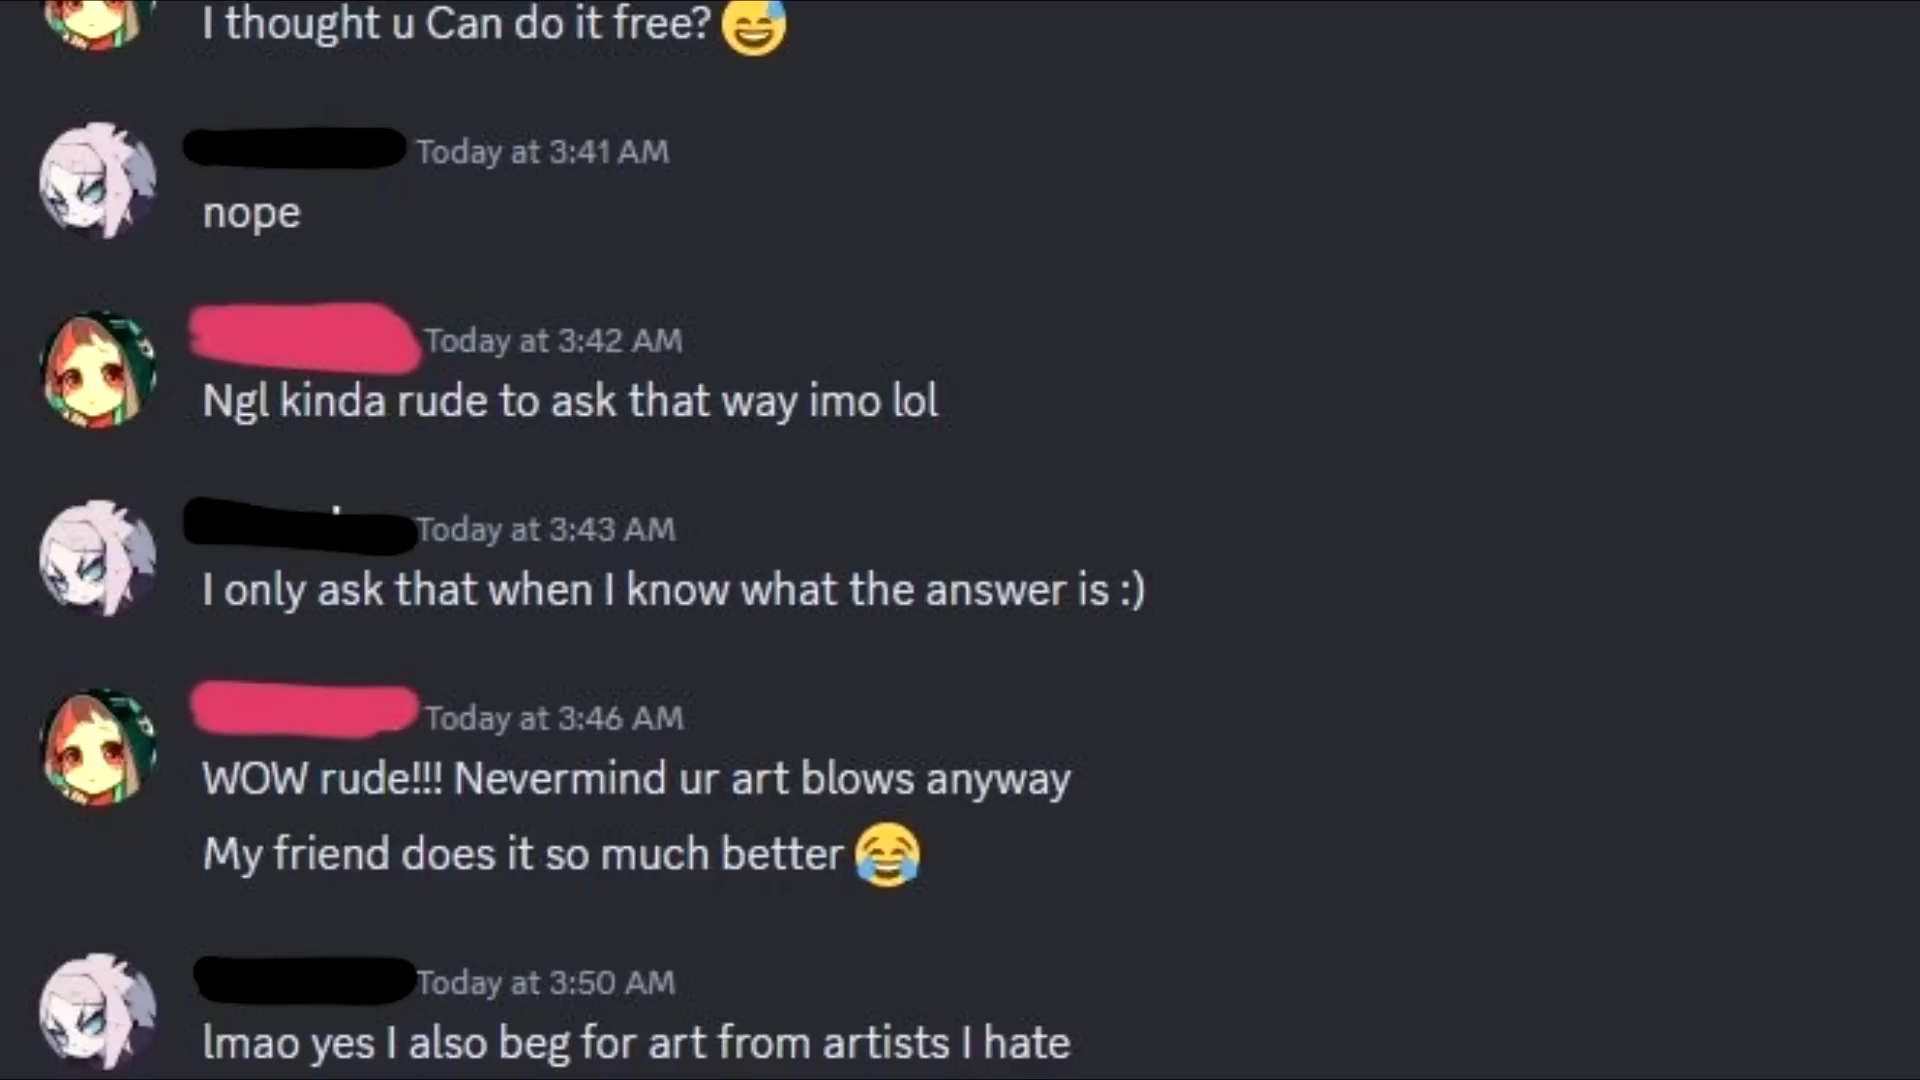 I thought u Can do it free? 😅
Today at 3:41 AM
nope
Today at 3:42 AM
Ngl kinda rude to ask that way imo lol
Today at 3:43 AM
I only ask that when I know what the answer is :)
Today at 3:46 AM
WOW rude!!! Nevermind ur art blows anyway
My friend does it so much better 😂
Today at 3:50 AM
lmao yes I also beg for art from artists I hate